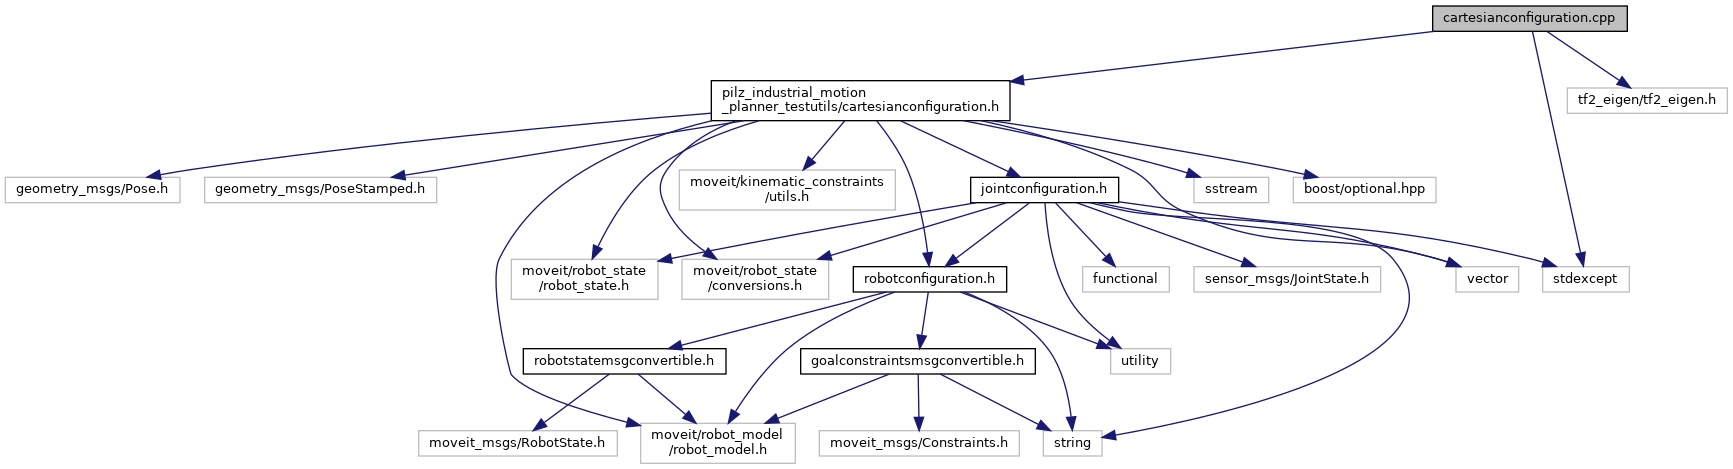 cartesianconfiguration.cpp
pilz_industrial_motion
_planner_testutils/cartesianconfiguration.h
tf2_eigen/tf2_eigen.h
geometry_msgs/Pose.h
geometry_msgs/PoseStamped.h
moveit/kinematic_constraints
/utils.h
jointconfiguration.h
sstream
boost/optional.hpp
moveit/robot_state
/robot_state.h
moveit/robot_state
/conversions.h
robotconfiguration.h
functional
sensor_msgs/JointState.h
vector
stdexcept
robotstatemsgconvertible.h
goalconstraintsmsgconvertible.h
utility
moveit_msgs/RobotState.h
moveit/robot_model
/robot_model.h
moveit_msgs/Constraints.h
string